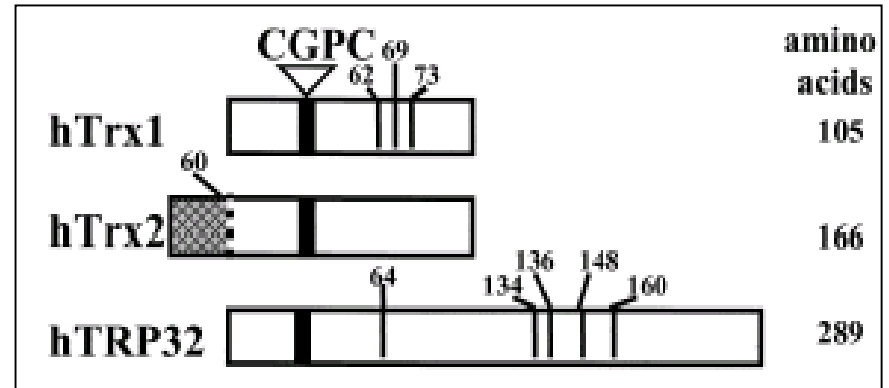 CGPC 69 amino
62 73 acids
hTrx1 105
60
hTrx2 166
136 148
64 134 160
hTRP32 289